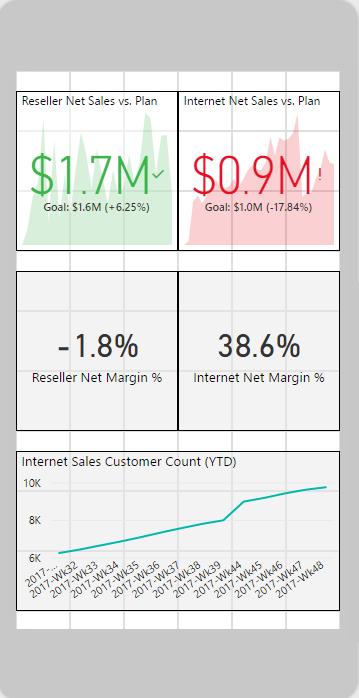 Reseller Net Sales vs. Plan
Internet Net Sales vs. Plan
$1.7M✓
$0.9M!
Goal: $1.6M (+6.25%)
Goal: $1.0M (-17.84%)
-1.8%
38.6%
Reseller Net Margin %
Internet Net Margin %
Internet Sales Customer Count (YTD)
10K
8K
6K
2017-...
2017-Wk32
2017-Wk33
2017-Wk34
2017-Wk35
2017-Wk36
2017-Wk37
2017-Wk38
2017-Wk39
2017-Wk44
2017-Wk45
2017-Wk46
2017-Wk47
2017-Wk48